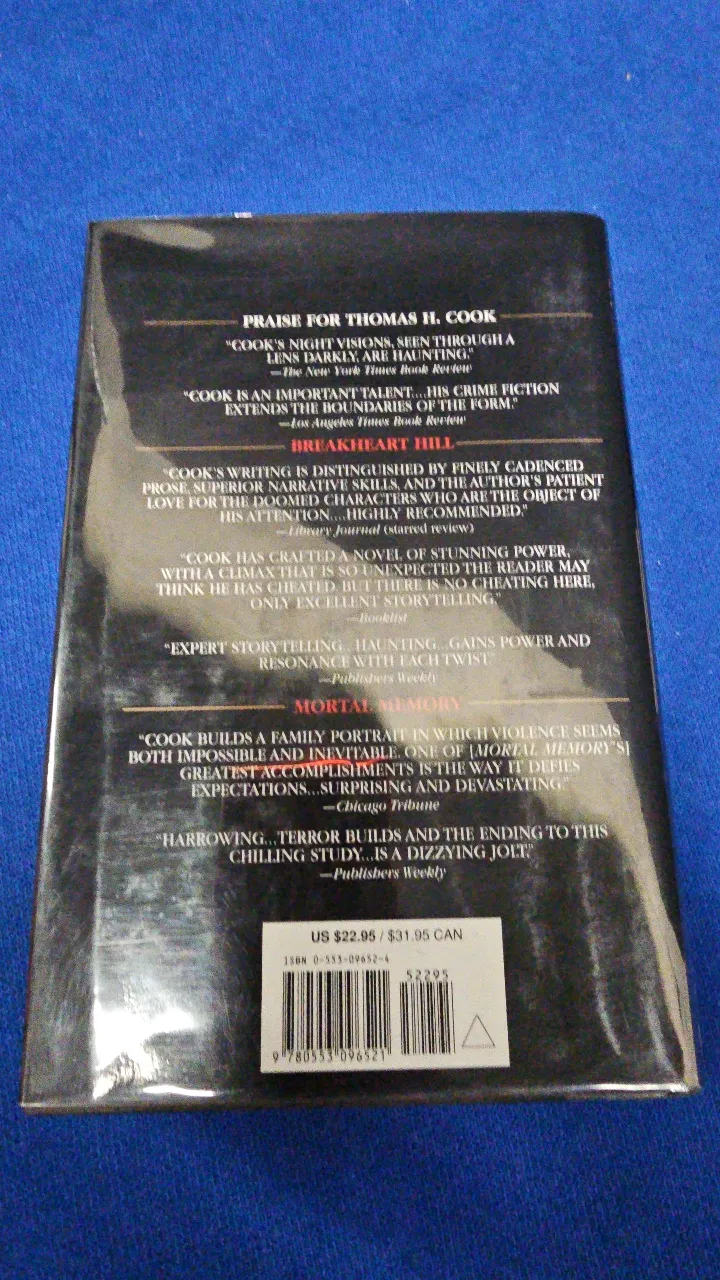 PRAISE FOR THOMAS H. COOK
"COOK'S NIGHT VISIONS, SEEN THROUGH A
LENS DARKLY, ARE HAUNTING."
—The New York Times Book Review
"COOK IS AN IMPORTANT TALENT....HIS CRIME FICTION
EXTENDS THE BOUNDARIES OF THE FORM."
—Los Angeles Times Book Review
BREAKHEART HILL
"COOK'S WRITING IS DISTINGUISHED BY FINELY CADENCED
PROSE, SUPERIOR NARRATIVE SKILLS, AND THE AUTHOR'S PATIENT
LOVE FOR THE DOOMED CHARACTERS WHO ARE THE OBJECT OF
HIS ATTENTION....HIGHLY RECOMMENDED."
—Library Journal (starred review)
"COOK HAS CRAFTED A NOVEL OF STUNNING POWER,
WITH A CLIMAX THAT IS SO UNEXPECTED THE READER MAY
THINK HE HAS CHEATED. BUT THERE IS NO CHEATING HERE,
ONLY EXCELLENT STORYTELLING."
—Booklist
"EXPERT STORYTELLING...HAUNTING...GAINS POWER AND
RESONANCE WITH EACH TWIST."
—Publishers Weekly
MORTAL MEMORY
"COOK BUILDS A FAMILY PORTRAIT IN WHICH VIOLENCE SEEMS
BOTH IMPOSSIBLE AND INEVITABLE. ONE OF [MORTAL MEMORY'S]
GREATEST ACCOMPLISHMENTS IS THE WAY IT DEFIES
EXPECTATIONS...SURPRISING AND DEVASTATING."
—Chicago Tribune
"HARROWING...TERROR BUILDS AND THE ENDING TO THIS
CHILLING STUDY...IS A DIZZYING JOLT."
—Publishers Weekly
US $22.95 / $31.95 CAN
ISBN 0-553-09652-4
52295
9 780553 096521